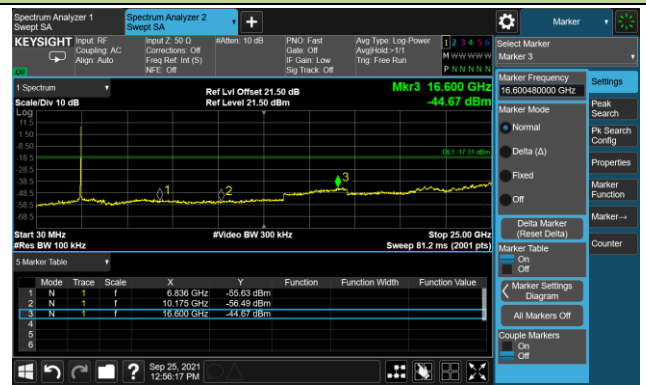 Spectrum Analyzer 1
Swept SA
Spectrum Analyzer 2
Swept SA
+
Marker
KEYSIGHT
Input: RF
Coupling: AC
Align: Auto
Input Z: 50 Ω
Corrections: Off
Freq Ref: Int (S)
NFE: Off
#Atten: 10 dB
PNO: Fast
Gate: Off
IF Gain: Low
Sig Track: Off
Avg Type: Log-Power
Avg|Hold:>1/1
Trig: Free Run
1 2 3 4 5 6
M W W W W W
P N N N N N
LVI
Select Marker
Marker 3
1 Spectrum
Scale/Div 10 dB
Log
Ref Lvl Offset 21.50 dB
Ref Level 21.50 dBm
Mkr3 16.600 GHz
-44.67 dBm
11.5
1.50
-8.50
-18.5
-28.5
-38.5
-48.5
-58.5
-68.5
DL1 -17.31 dBm
1
2
3
Start 30 MHz
#Res BW 100 kHz
#Video BW 300 kHz
Stop 25.00 GHz
Sweep 81.2 ms (2001 pts)
5 Marker Table
Mode Trace Scale X Y Function Function Width Function Value
1 N 1 f 6.836 GHz -55.63 dBm
2 N 1 f 10.175 GHz -56.49 dBm
3 N 1 f 16.600 GHz -44.67 dBm
4
5
6
Marker Frequency
16.600480000 GHz
Marker Mode
Normal
Delta (Δ)
Fixed
Off
Delta Marker
(Reset Delta)
Marker Table
On
Off
Marker Settings
Diagram
All Markers Off
Couple Markers
On
Off
Settings
Peak
Search
Pk Search
Config
Properties
Marker
Function
Marker→
Counter
?
Sep 25, 2021
12:56:17 PM